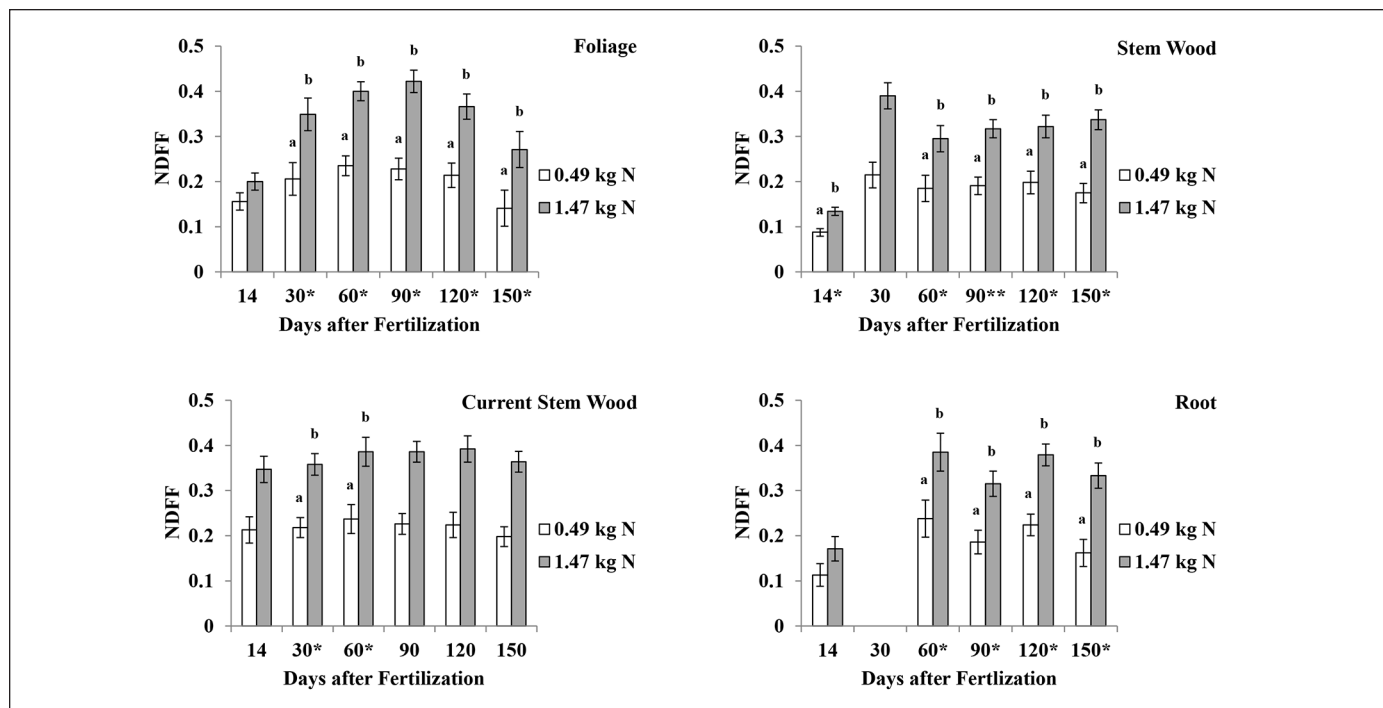 Foliage
0.5
0.4
0.3
0.2
0.1
0
NDFF
b
b
b
b
b
a
a
a
a
a
14 30* 60* 90* 120* 150*
Days after Fertilization
0.49 kg N
1.47 kg N
Stem Wood
0.5
0.4
0.3
0.2
0.1
0
NDFF
a b
a b
a b
a b
a b
14* 30 60* 90** 120* 150*
Days after Fertilization
0.49 kg N
1.47 kg N
Current Stem Wood
0.5
0.4
0.3
0.2
0.1
0
NDFF
a b
a b
14 30* 60* 90 120 150
Days after Fertilization
0.49 kg N
1.47 kg N
Root
0.5
0.4
0.3
0.2
0.1
0
NDFF
a b
a b
a b
a b
14 30 60* 90* 120* 150*
Days after Fertlization
0.49 kg N
1.47 kg N